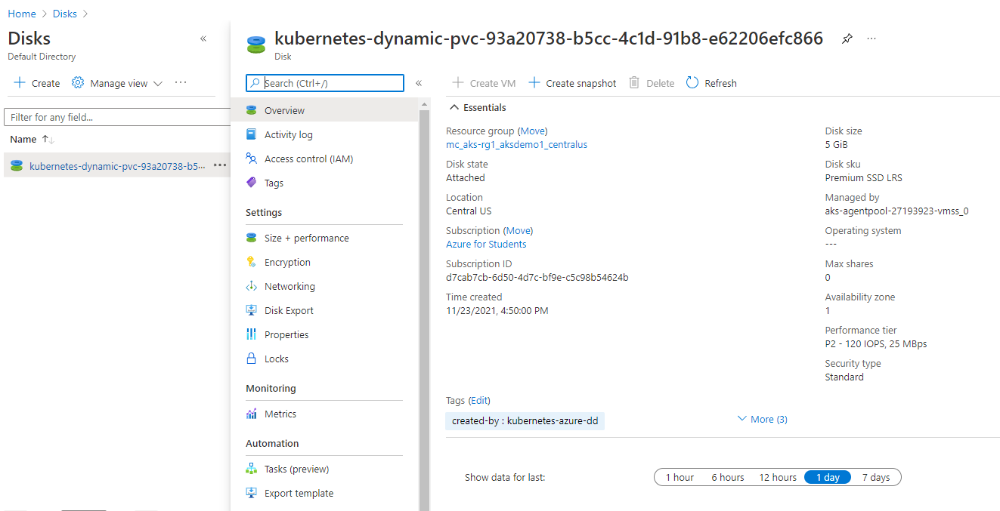 Home > Disks >
Disks
Default Directory
Create Manage view ...
Filter for any field...
Name
kubernetes-dynamic-pvc-93a20738-b5... ...
kubernetes-dynamic-pvc-93a20738-b5cc-4c1d-91b8-e62206efc866 ...
Disk
Search (Ctrl+/)
Overview
Activity log
Access control (IAM)
Tags
Settings
Size + performance
Encryption
Networking
Disk Export
Properties
Locks
Monitoring
Metrics
Automation
Tasks (preview)
Export template
Create VM Create snapshot Delete Refresh
Essentials
Resource group (Move)
mc_aks-rg1_aksdemo1_centralus
Disk state
Attached
Location
Central US
Subscription (Move)
Azure for Students
Subscription ID
d7cab7cb-6d50-4d7c-bf9e-c5c98b54624b
Time created
11/23/2021, 4:50:00 PM
Disk size
5 GiB
Disk sku
Premium SSD LRS
Managed by
aks-agentpool-27193923-vmss_0
Operating system
---
Max shares
0
Availability zone
1
Performance tier
P2 - 120 IOPS, 25 MBps
Security type
Standard
Tags (Edit)
created-by : kubernetes-azure-dd
More (3)
Show data for last: 1 hour 6 hours 12 hours 1 day 7 days